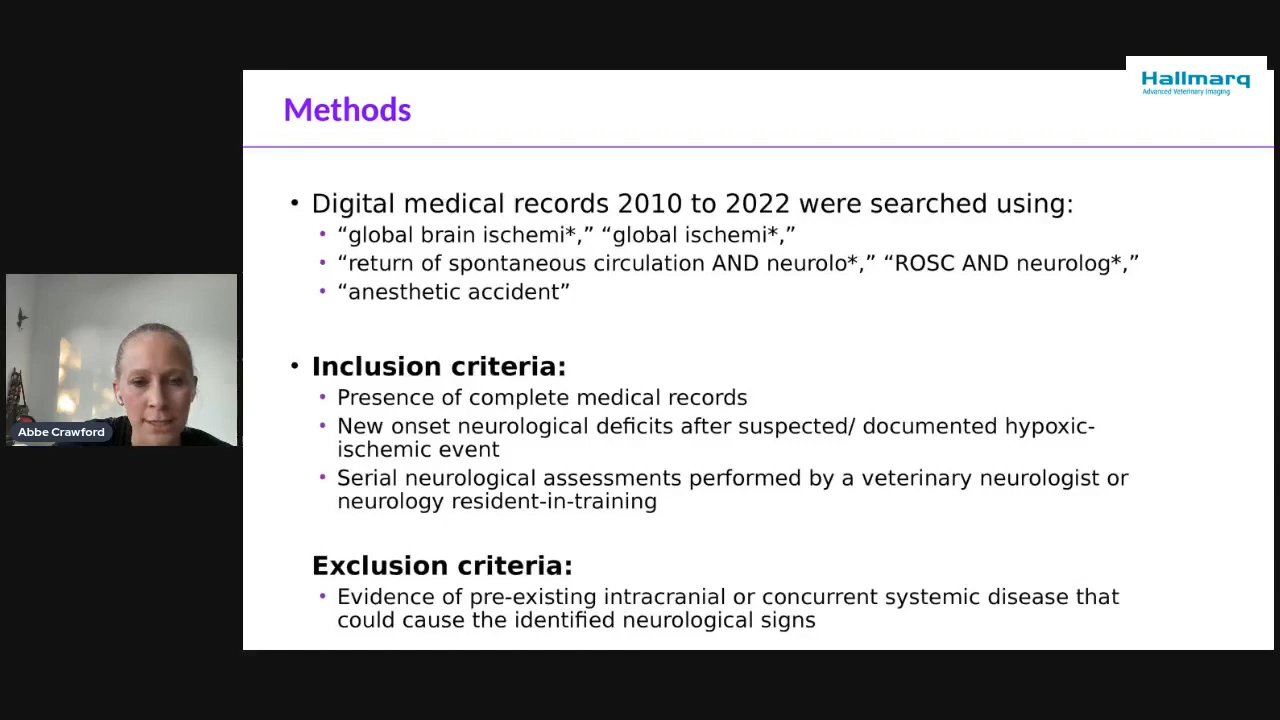 Hallmarq
Advanced Veterinary Imaging
Methods
• Digital medical records 2010 to 2022 were searched using:
• “global brain ischemi*,” “global ischemi*,”
• “return of spontaneous circulation AND neurolo*,” “ROSC AND neurolog*,”
• “anesthetic accident”
• Inclusion criteria:
• Presence of complete medical records
• New onset neurological deficits after suspected/ documented hypoxic-
ischemic event
• Serial neurological assessments performed by a veterinary neurologist or
neurology resident-in-training
Exclusion criteria:
• Evidence of pre-existing intracranial or concurrent systemic disease that
could cause the identified neurological signs
Abbe Crawford